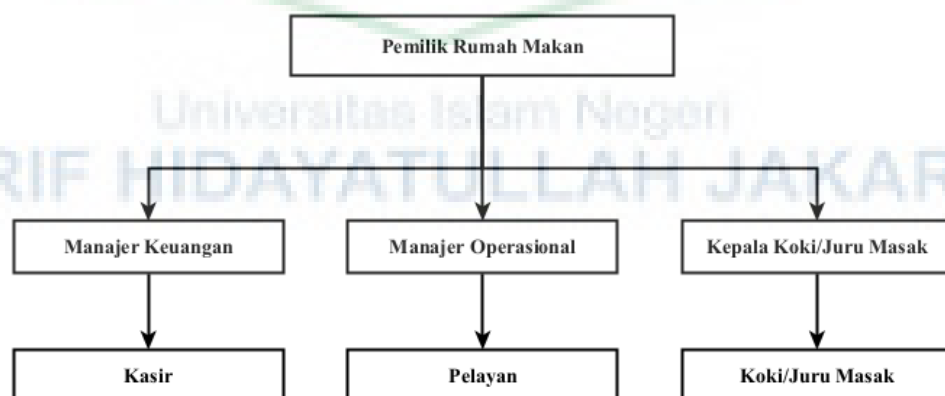 Pemilik Rumah Makan
Universitas Islam Negeri
RIF HIDAYATULLAH JAKAR
Manajer Keuangan
Manajer Operasional
Kepala Koki/Juru Masak
Kasir
Pelayan
Koki/Juru Masak